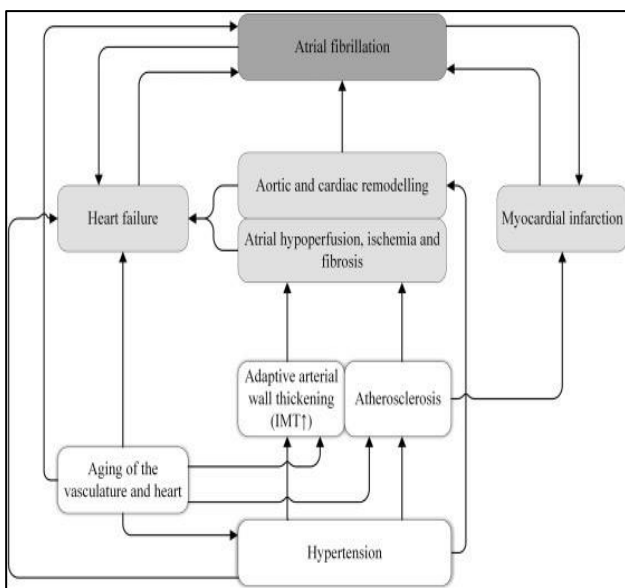 Atrial fibrillation
Aortic and cardiac remodelling
Heart failure
Atrial hypoperfusion, ischemia and
fibrosis
Myocardial infarction
Adaptive arterial
wall thickening
(IMT↑)
Atherosclerosis
Aging of the
vasculature and heart
Hypertension